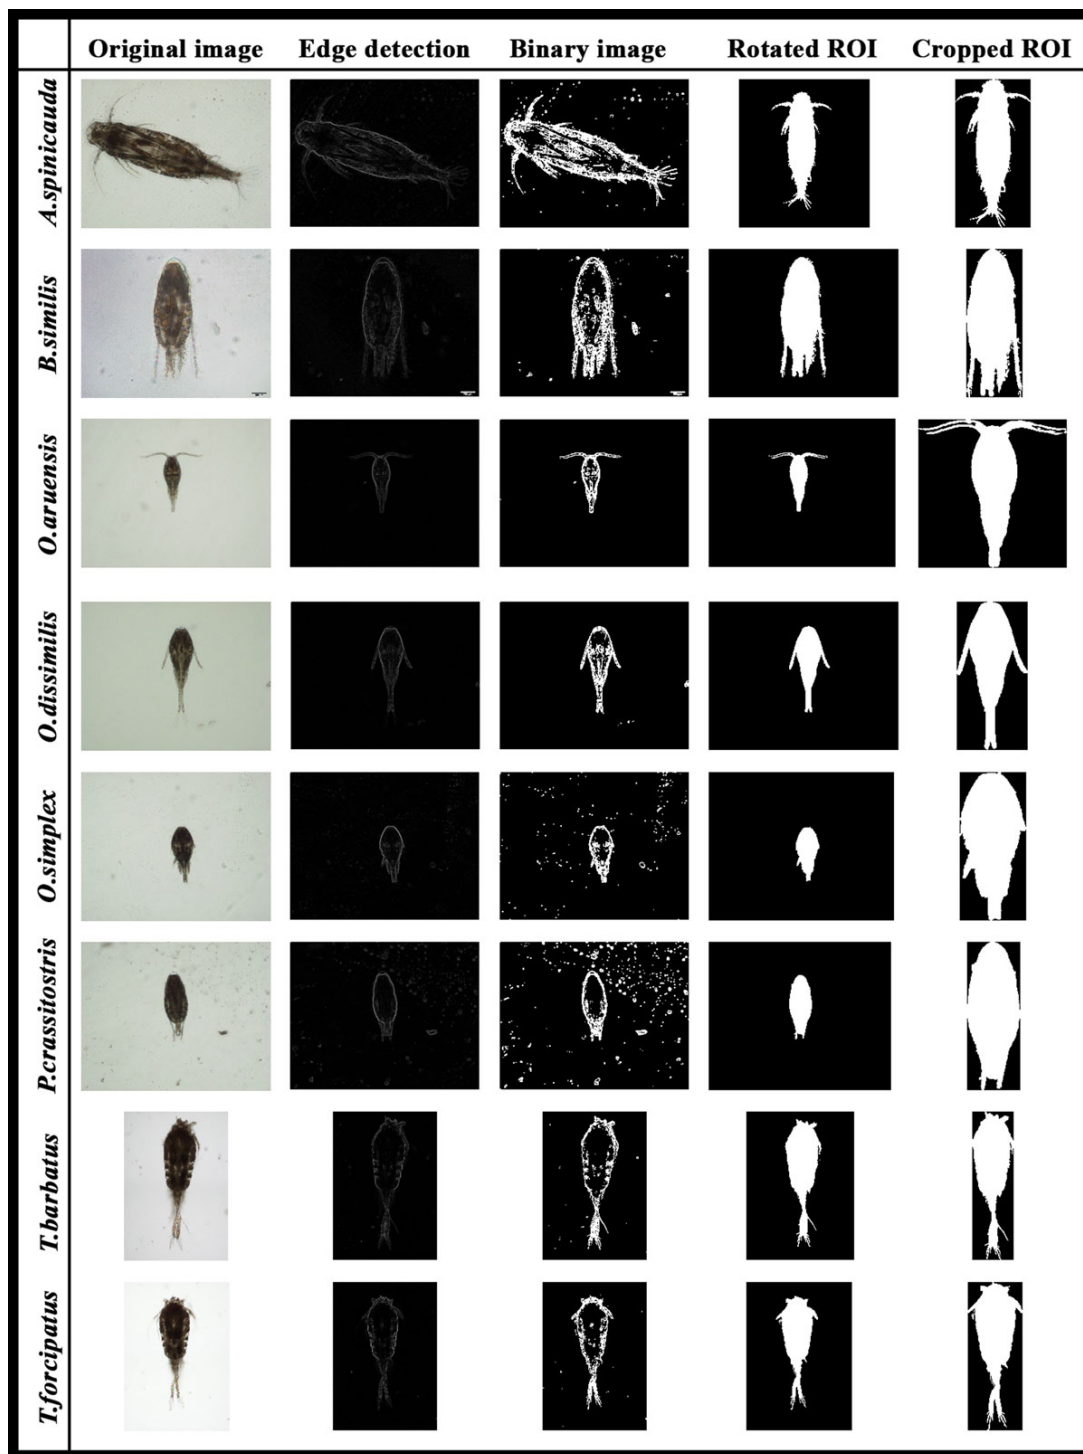 Original image Edge detection Binary image Rotated ROI Cropped ROI
A.spinicauda
B.similis
O.aruensis
O.dissimilis
O.simplex
P.crassitostris
T.barbatus
T.forcipatus